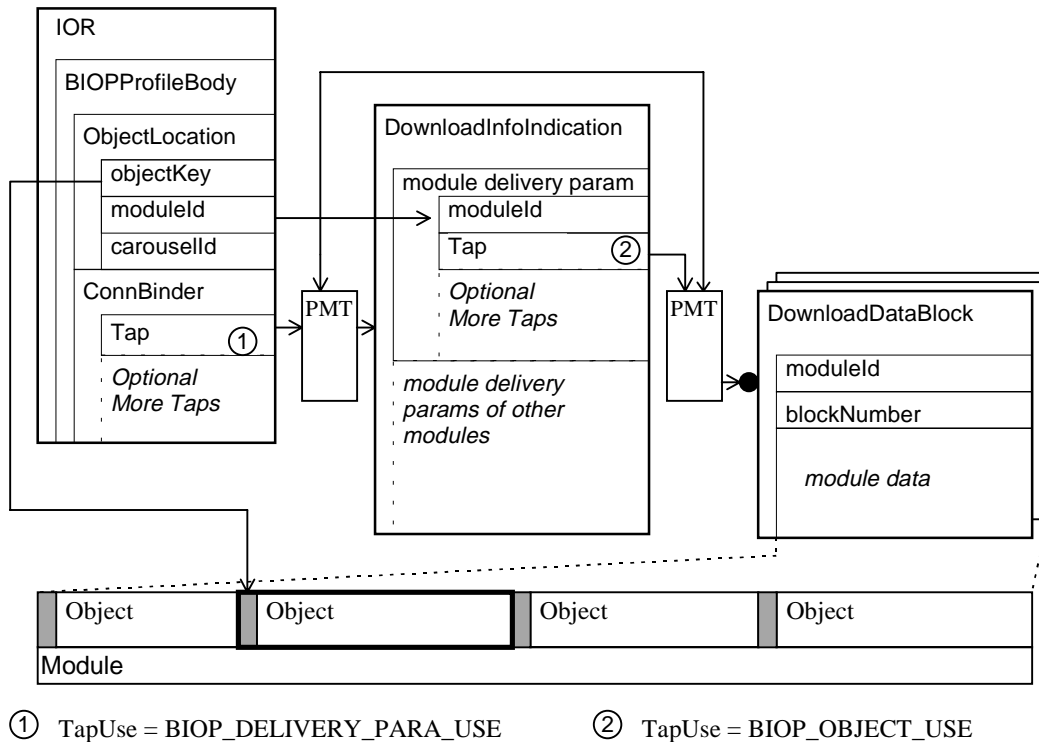 IOR
BIOPProfileBody
ObjectLocation
objectKey
moduleId
carouselId
ConnBinder
Tap
1
Optional
More Taps
PMT
DownloadInfoIndication
module delivery param
moduleId
Tap
2
Optional
More Taps
module delivery
params of other
modules
PMT
DownloadDataBlock
moduleId
blockNumber
module data
Object Object Object Object
Module
1 TapUse = BIOP_DELIVERY_PARA_USE 2 TapUse = BIOP_OBJECT_USE